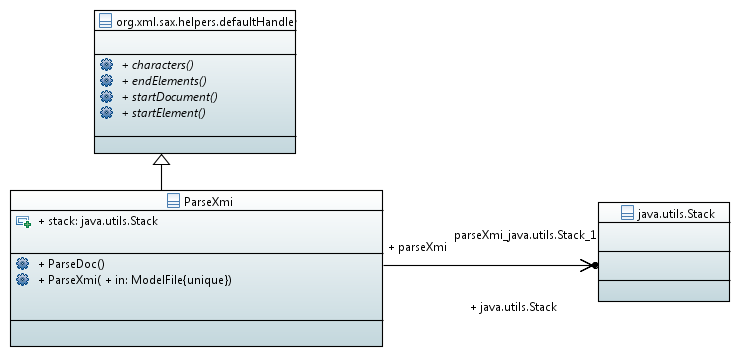 org.xml.sax.helpers.defaultHandler
+ characters()
+ endElements()
+ startDocument()
+ startElement()
ParseXmi
+ stack: java.utils.Stack
+ ParseDoc()
+ ParseXmi( + in: ModelFile{unique})
+ parseXmi
parseXmi_java.utils.Stack_1
+ java.utils.Stack
java.utils.Stack